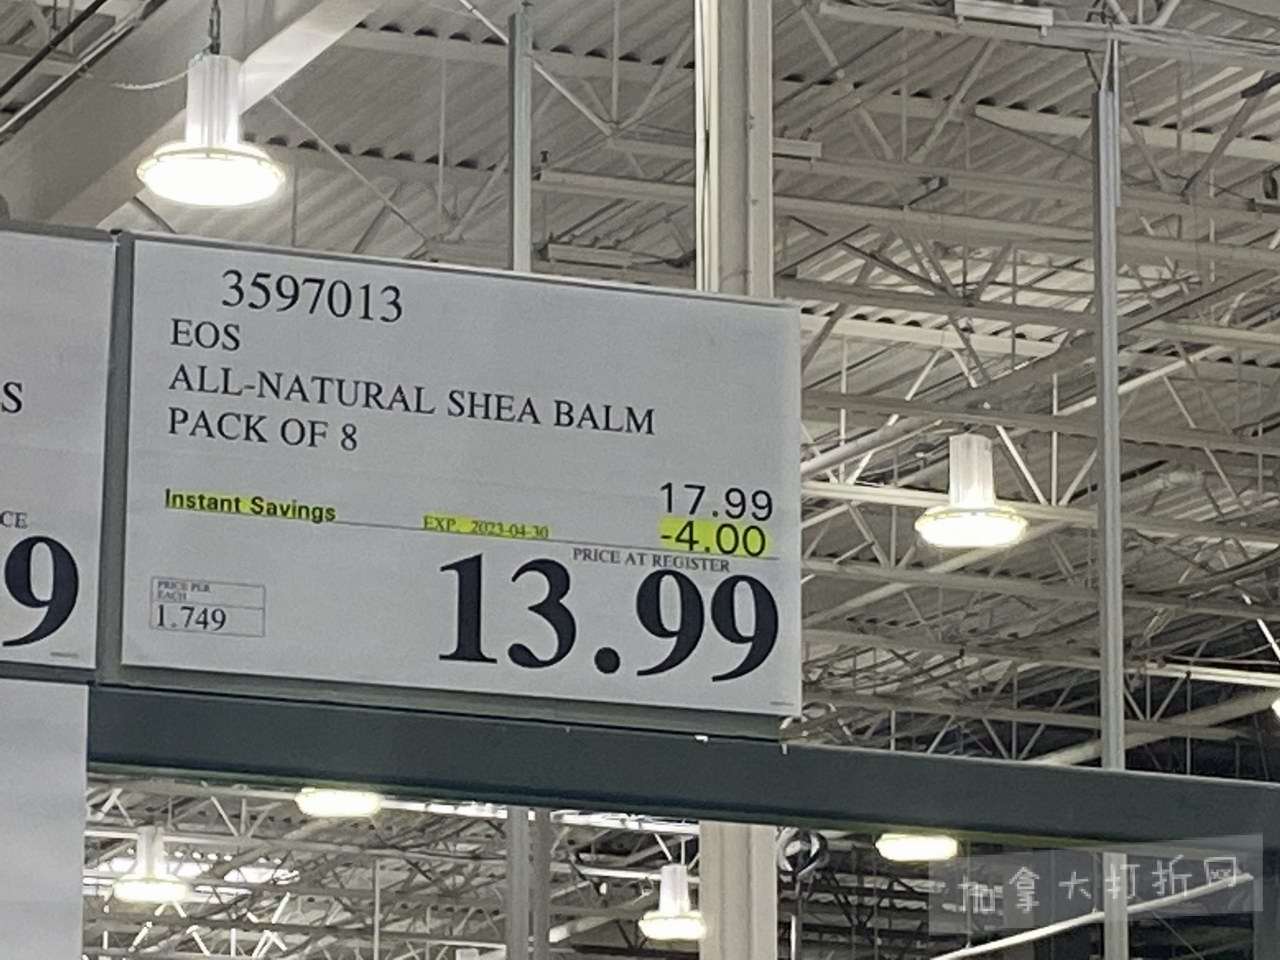 3597013
EOS
ALL-NATURAL SHEA BALM
PACK OF 8
17.99
Instant Savings EXP. 2023-04-30 -4.00
PRICE AT REGISTER
13.99
PRICE PER
EACH
1.749
S
CE
9
加拿大打折网